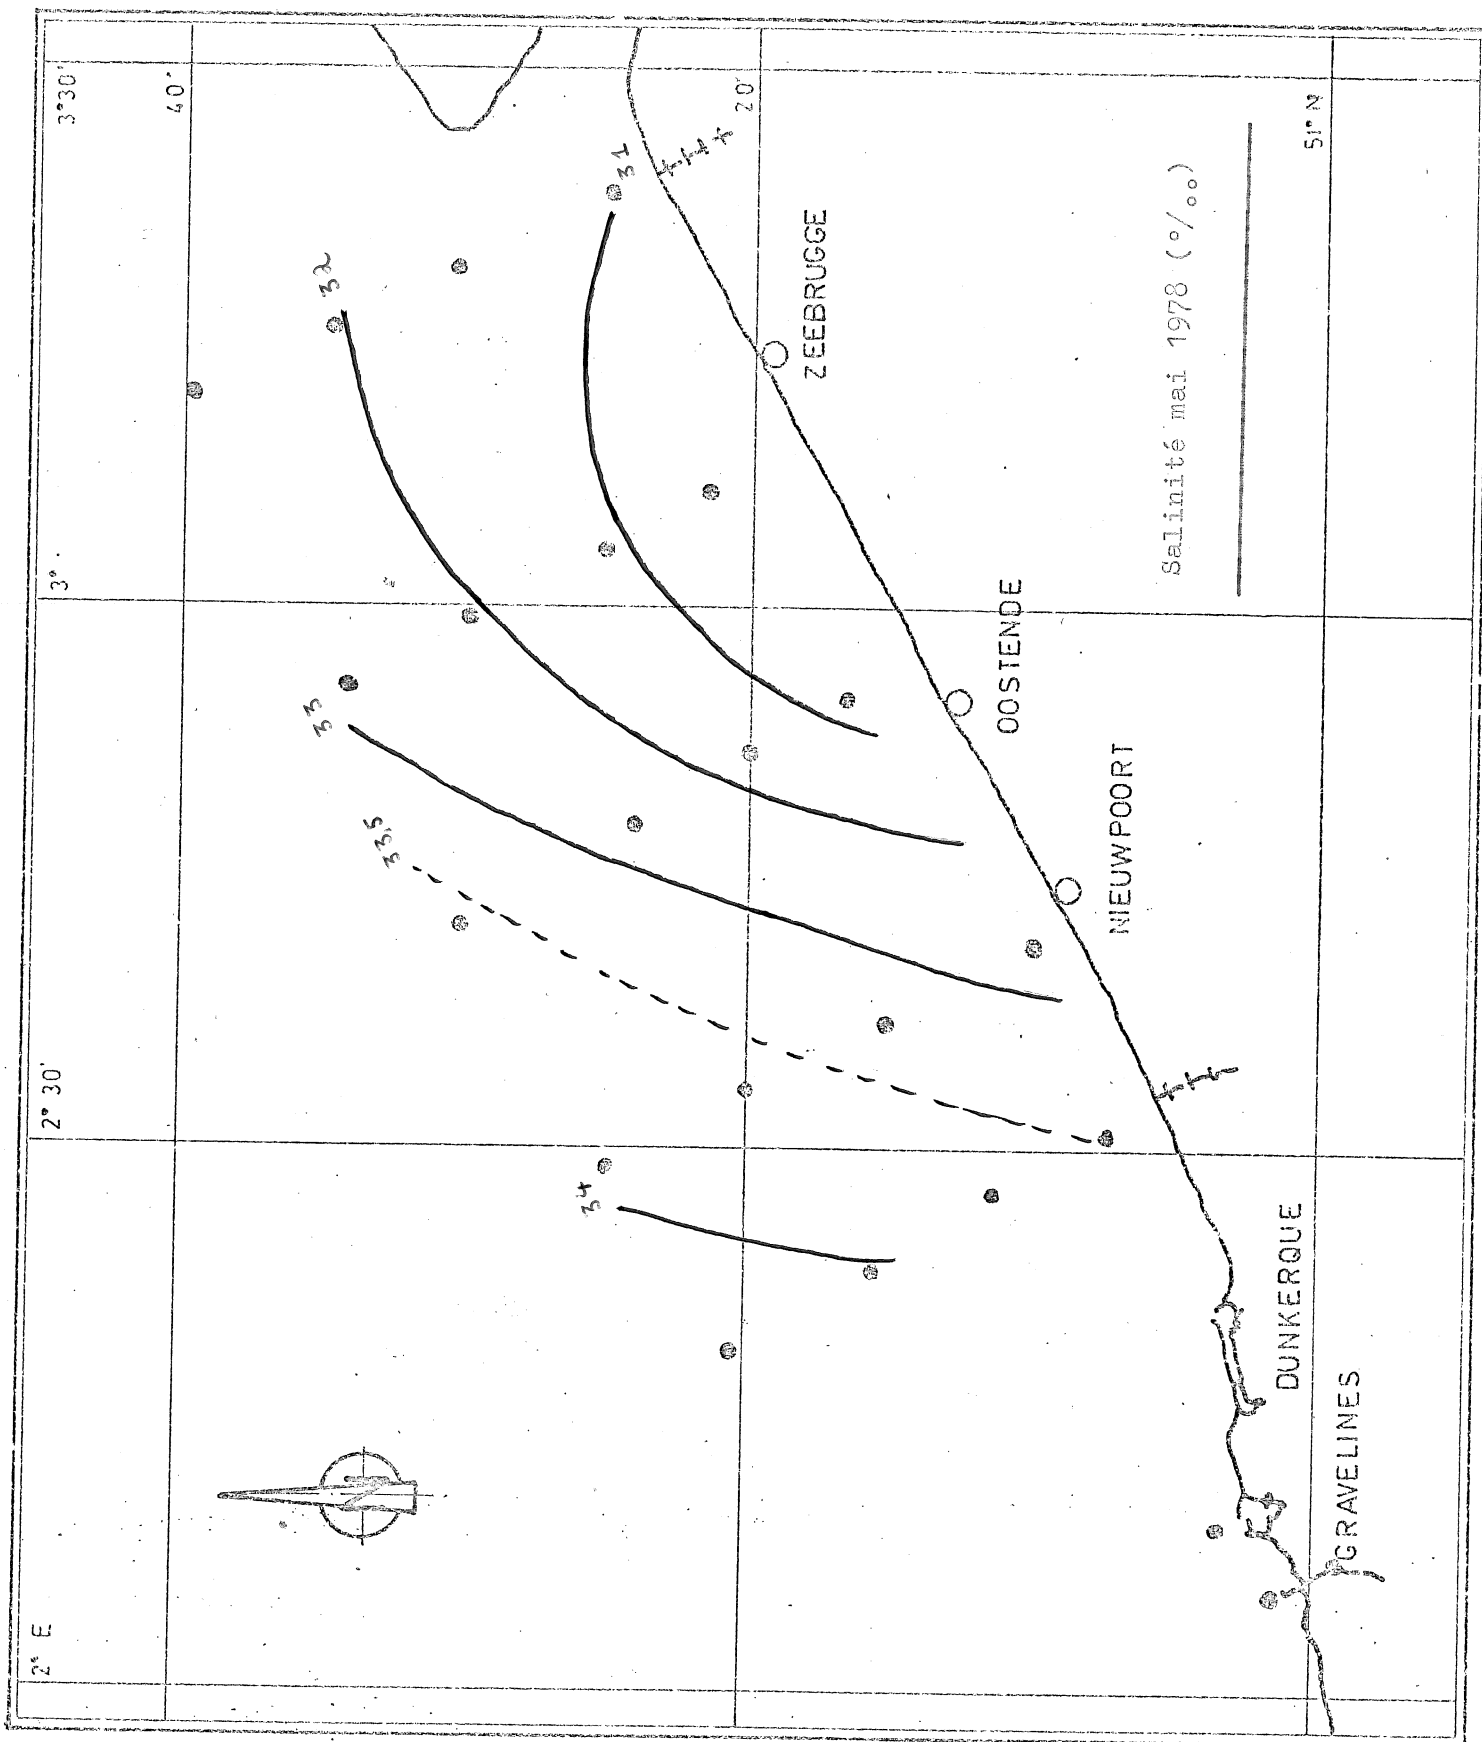 2° E
2° 30'
3°
3°30'
40'
20'
51° N
31
32
33
33,5
34
ZEEBRUGGE
OOSTENDE
NIEUWPOORT
DUNKERQUE
GRAVELINES
N
Salinité mai 1978 (°/°°)